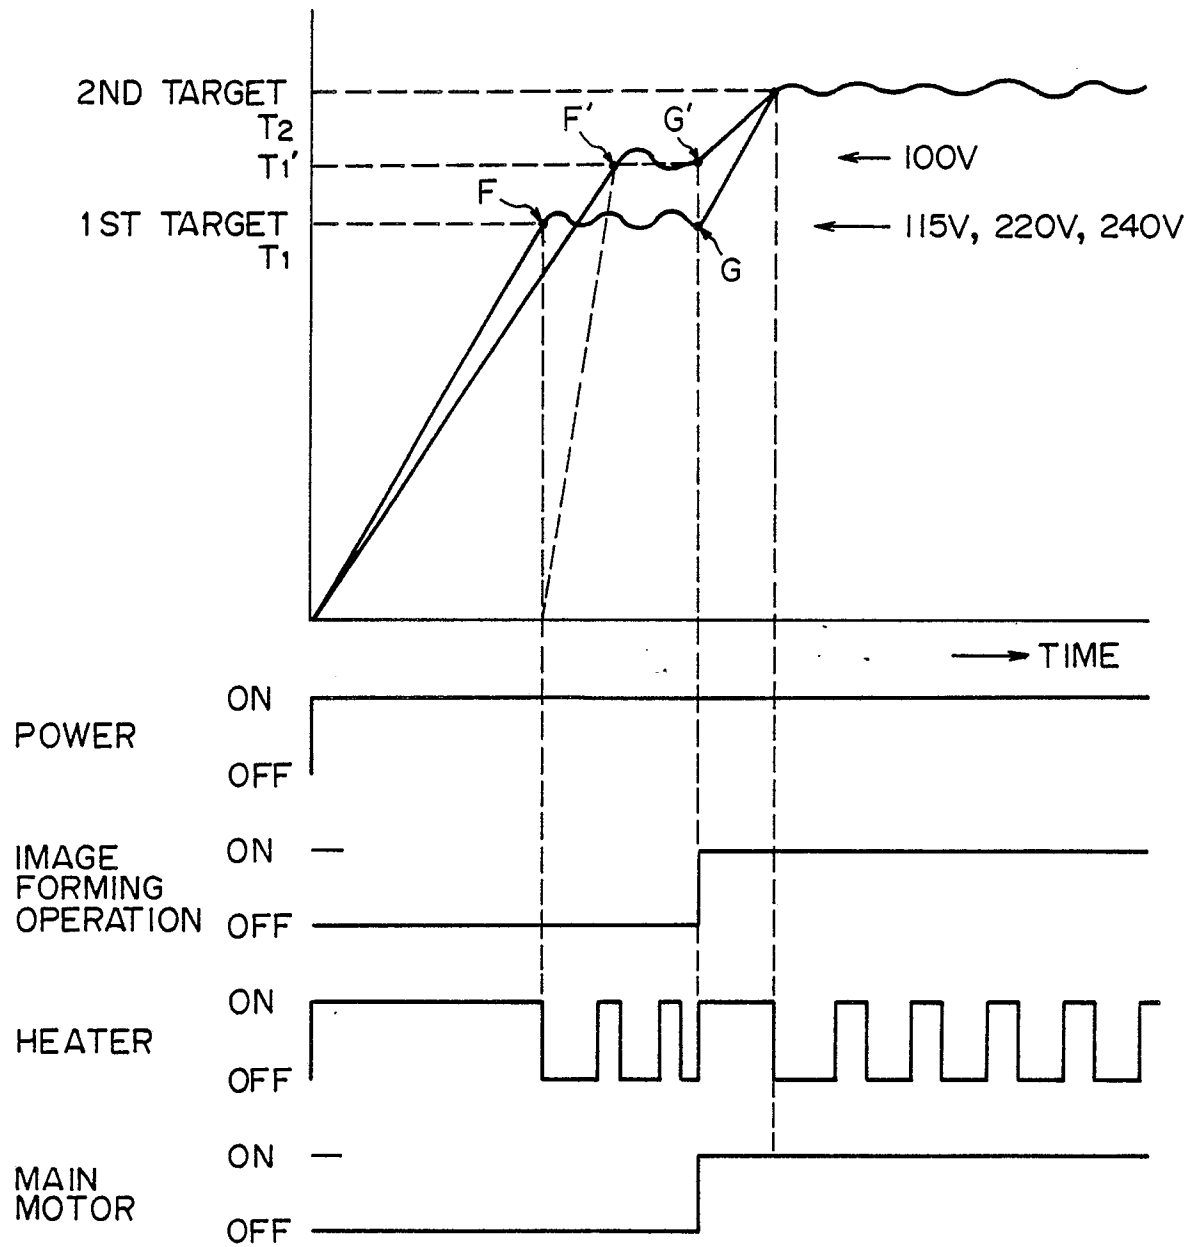 2ND TARGET
T2
F'
G'
T1'
100V
F
1ST TARGET
T1
115V, 220V, 240V
G
TIME
ON
POWER
OFF
IMAGE
FORMING
OPERATION
ON
OFF
ON
HEATER
OFF
ON
MAIN
MOTOR
OFF